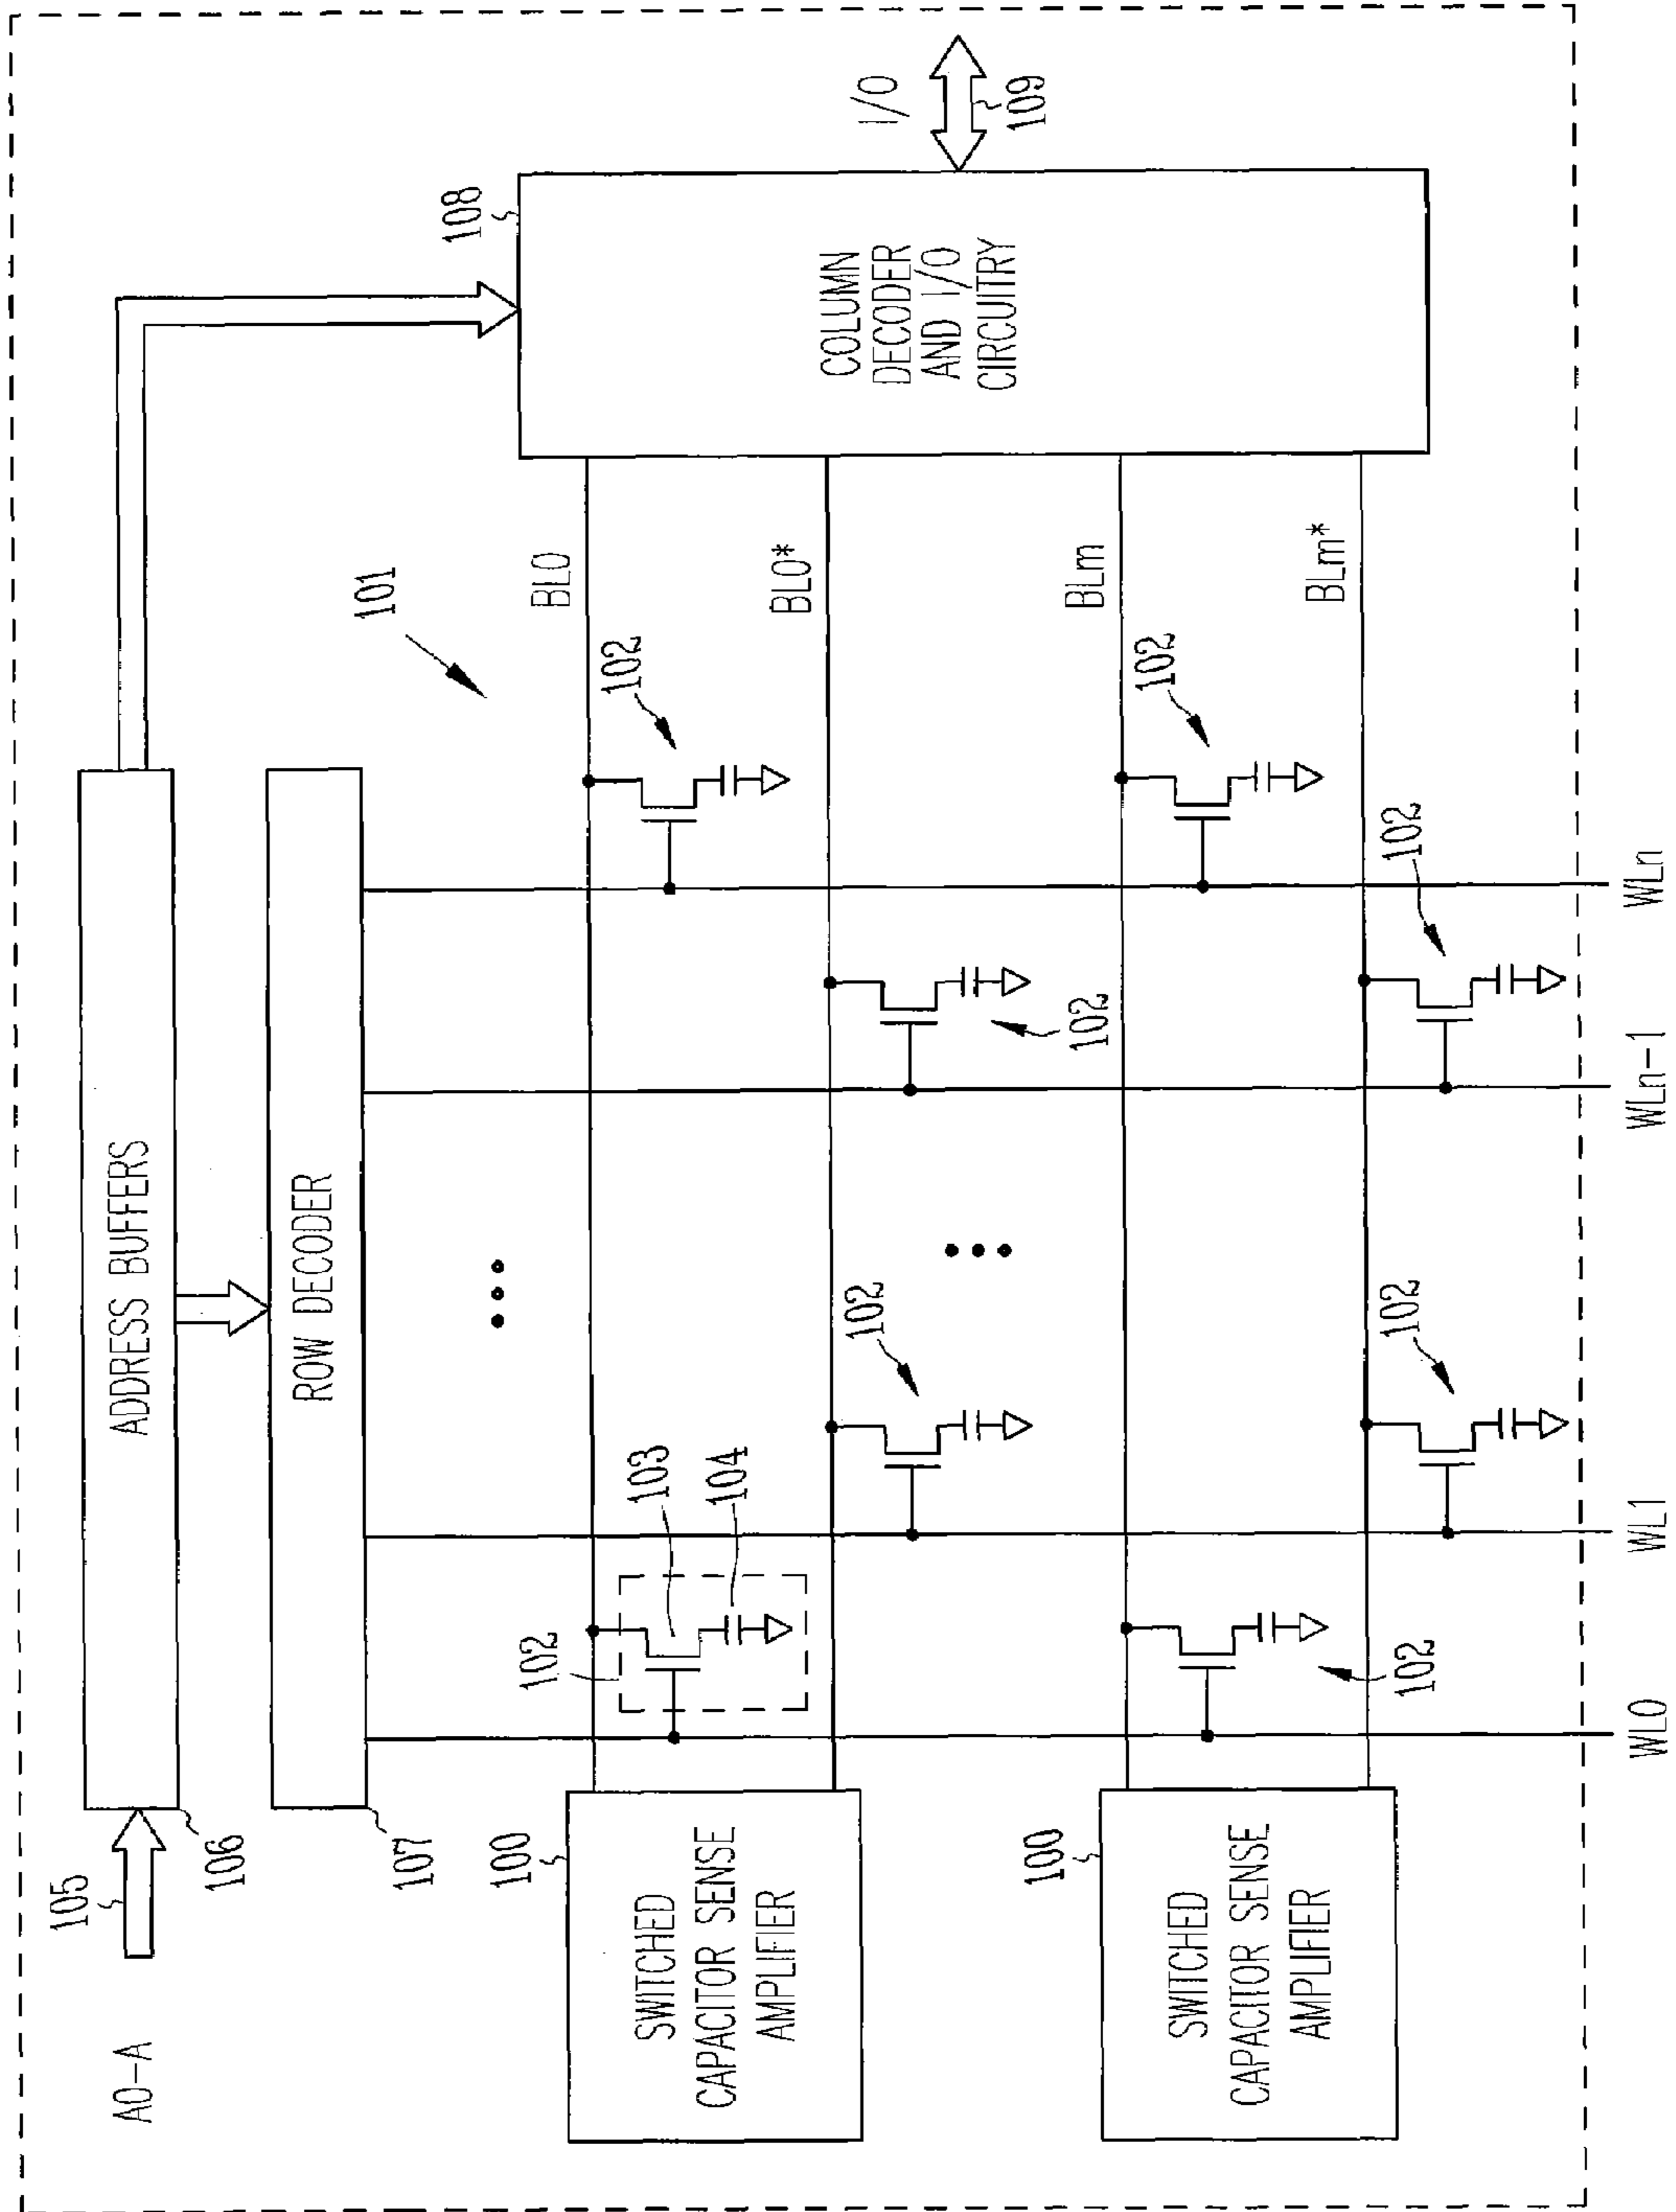 A0-A
105
106
ADDRESS BUFFERS
107
ROW DECODER
108
COLUMN
DECODER
AND I/O
CIRCUITRY
I/O
109
101
100
SWITCHED
CAPACITOR SENSE
AMPLIFIER
102
103
104
BL0
102
BL0*
102
102
100
SWITCHED
CAPACITOR SENSE
AMPLIFIER
102
BLm
102
BLm*
102
102
WL0
WL1
WLn-1
WLn